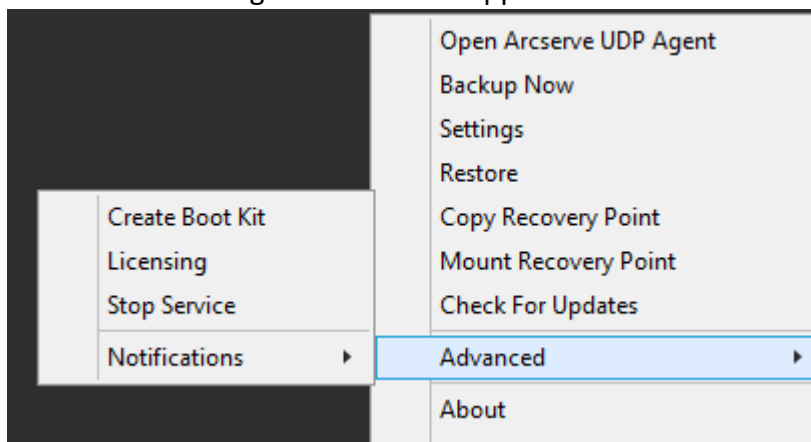 Open Arcserve UDP Agent
Backup Now
Settings
Restore
Copy Recovery Point
Mount Recovery Point
Check For Updates
Advanced
About
Create Boot Kit
Licensing
Stop Service
Notifications